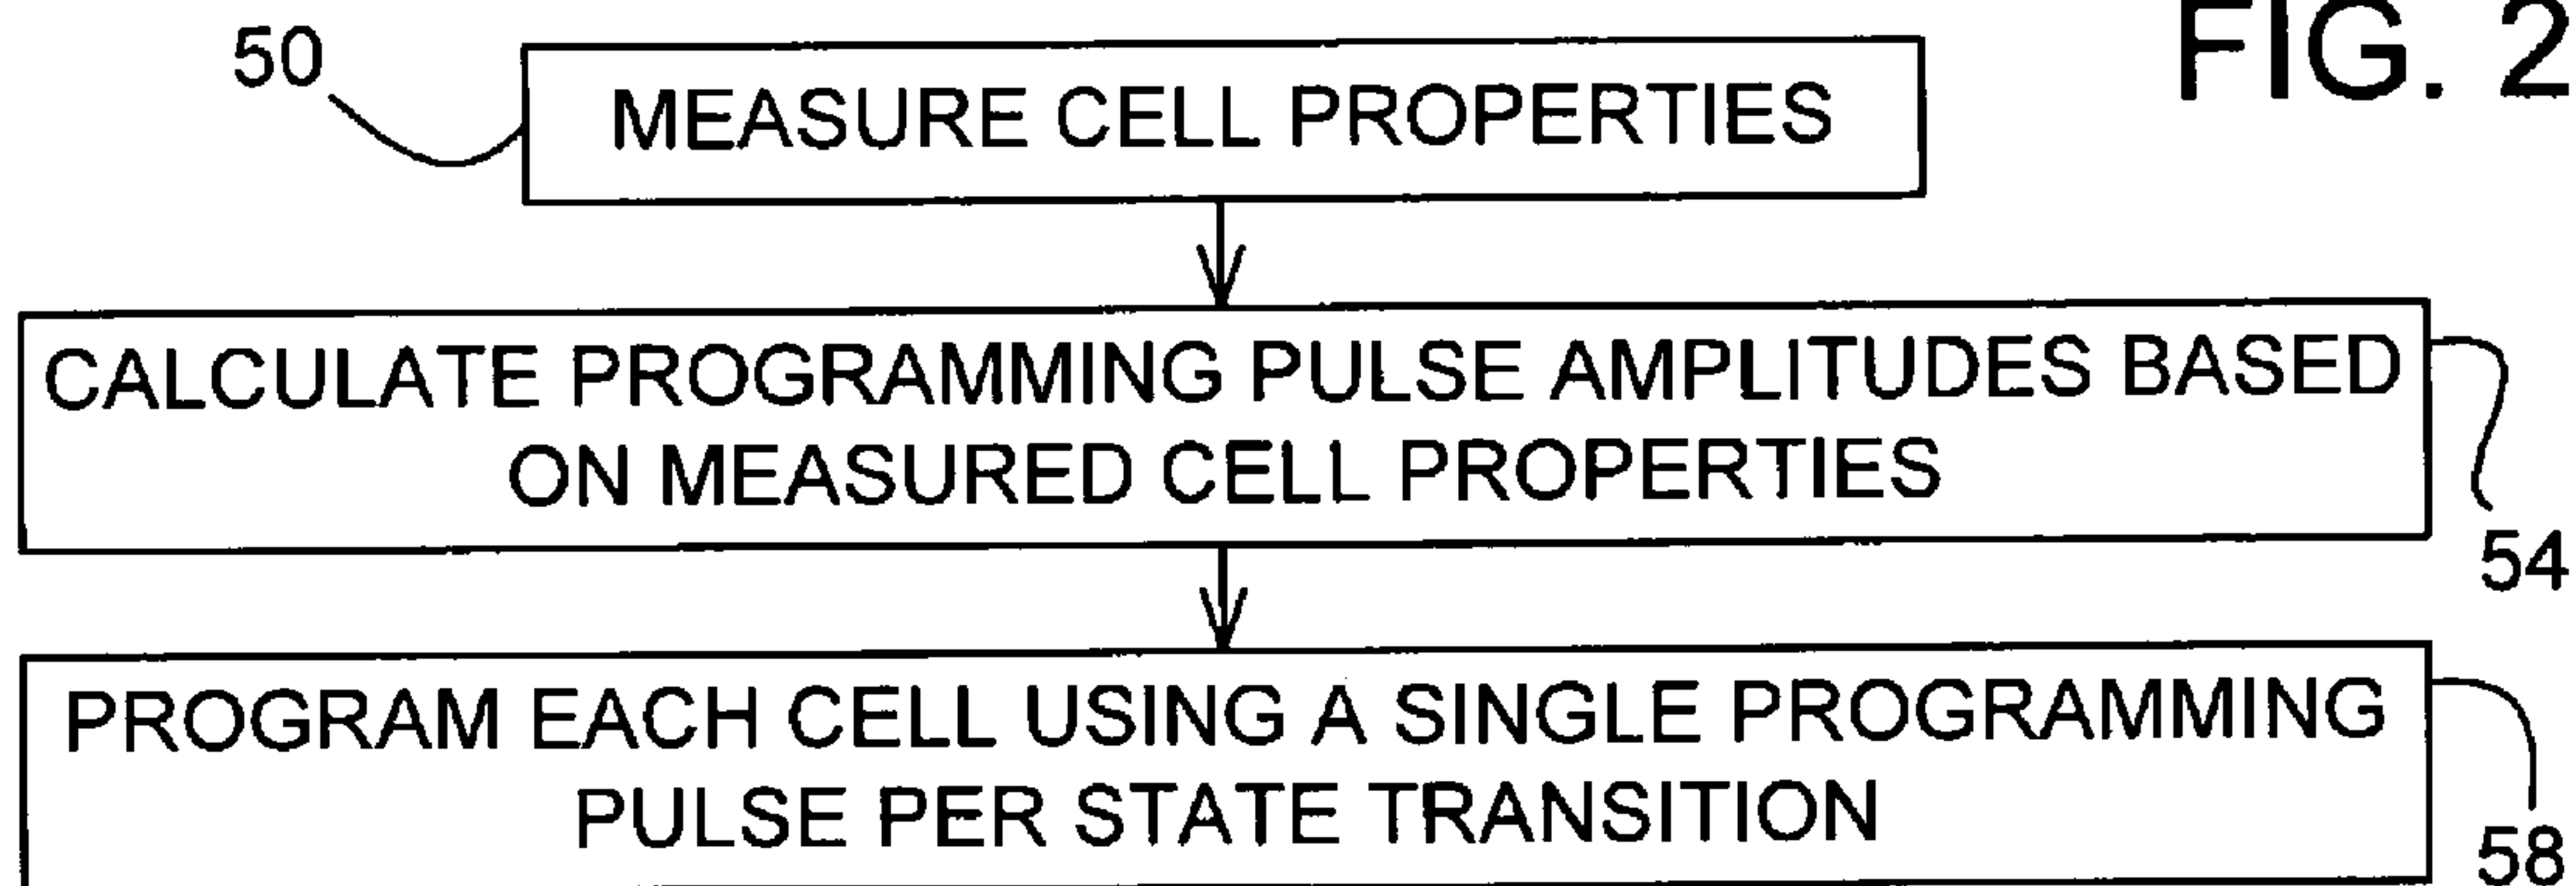 FIG. 2
50
MEASURE CELL PROPERTIES
CALCULATE PROGRAMMING PULSE AMPLITUDES BASED
ON MEASURED CELL PROPERTIES
54
PROGRAM EACH CELL USING A SINGLE PROGRAMMING
PULSE PER STATE TRANSITION
58